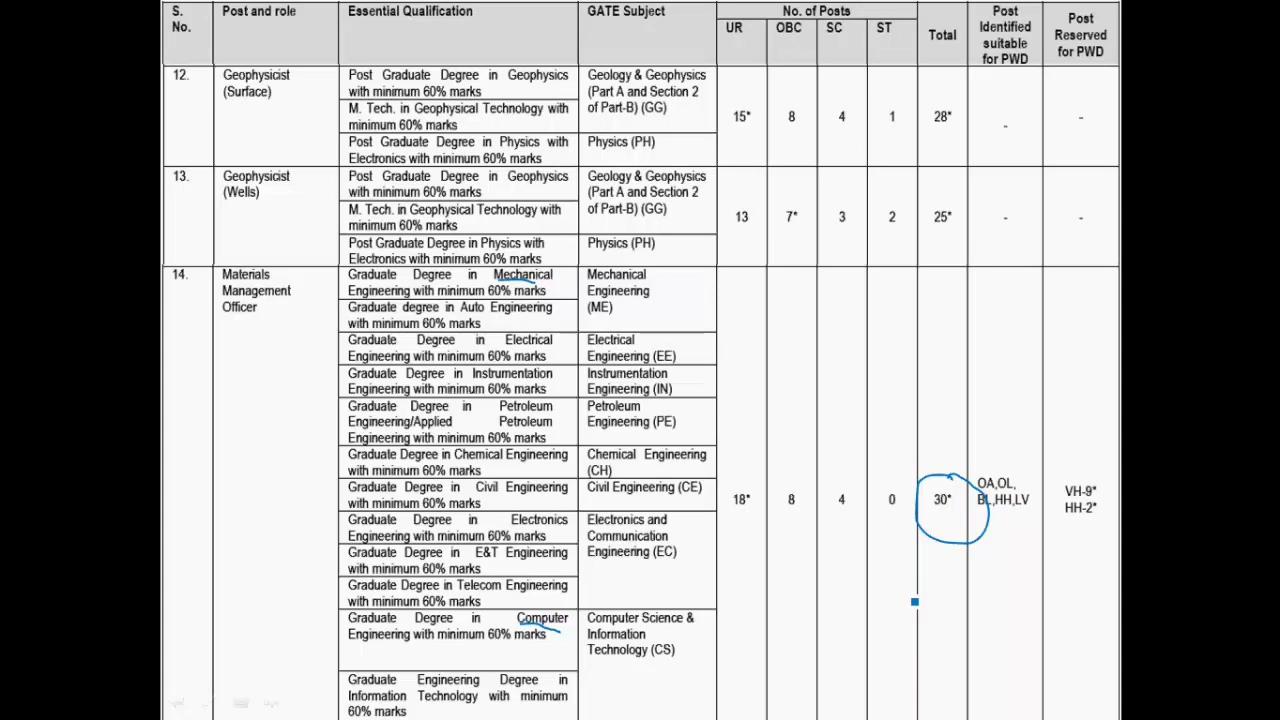 S. No. Post and role Essential Qualification GATE Subject No. of Posts Total Post Identified suitable for PWD Post Reserved for PWD
UR OBC SC ST
12. Geophysicist (Surface)
Post Graduate Degree in Geophysics
with minimum 60% marks
M. Tech. in Geophysical Technology with
minimum 60% marks
Post Graduate Degree in Physics with
Electronics with minimum 60% marks
Geology & Geophysics
(Part A and Section 2
of Part-B) (GG)
Physics (PH)
15* 8 4 1 28* - -
13. Geophysicist (Wells)
Post Graduate Degree in Geophysics
with minimum 60% marks
M. Tech. in Geophysical Technology with
minimum 60% marks
Post Graduate Degree in Physics with
Electronics with minimum 60% marks
Geology & Geophysics
(Part A and Section 2
of Part-B) (GG)
Physics (PH)
13 7* 3 2 25* - -
14. Materials
Management
Officer
Graduate Degree in Mechanical
Engineering with minimum 60% marks
Graduate degree in Auto Engineering
with minimum 60% marks
Mechanical
Engineering
(ME)
Graduate Degree in Electrical
Engineering with minimum 60% marks
Electrical
Engineering (EE)
Graduate Degree in Instrumentation
Engineering with minimum 60% marks
Instrumentation
Engineering (IN)
Graduate Degree in Petroleum
Engineering/Applied Petroleum
Engineering with minimum 60% marks
Petroleum
Engineering (PE)
Graduate Degree in Chemical Engineering
with minimum 60% marks
Chemical Engineering
(CH)
Graduate Degree in Civil Engineering
with minimum 60% marks
Civil Engineering (CE)
Graduate Degree in Electronics
Engineering with minimum 60% marks
Graduate Degree in E&T Engineering
with minimum 60% marks
Graduate Degree in Telecom Engineering
with minimum 60% marks
Electronics and
Communication
Engineering (EC)
Graduate Degree in Computer
Engineering with minimum 60% marks
Graduate Engineering Degree in
Information Technology with minimum
60% marks
Computer Science &
Information
Technology (CS)
18* 8 4 0 30*
OA,OL,
BL,HH,LV
VH-9*
HH-2*